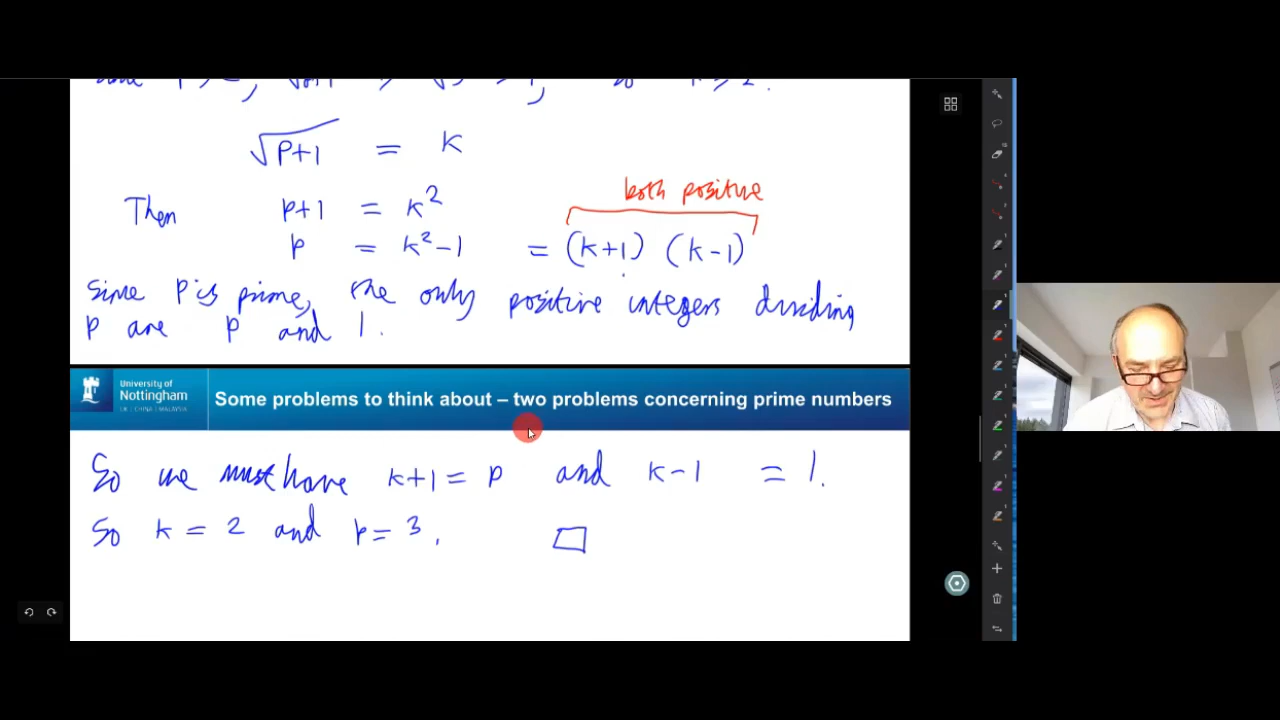 √p+1 = k
both positive
Then p+1 = k²
p = k²-1 = (k+1) (k-1)
Since p is prime, the only positive integers dividing
p are p and 1.
University of
Nottingham
UK | CHINA | MALAYSIA
Some problems to think about – two problems concerning prime numbers
So we must have k+1 = p and k-1 = 1.
So k = 2 and p = 3. □